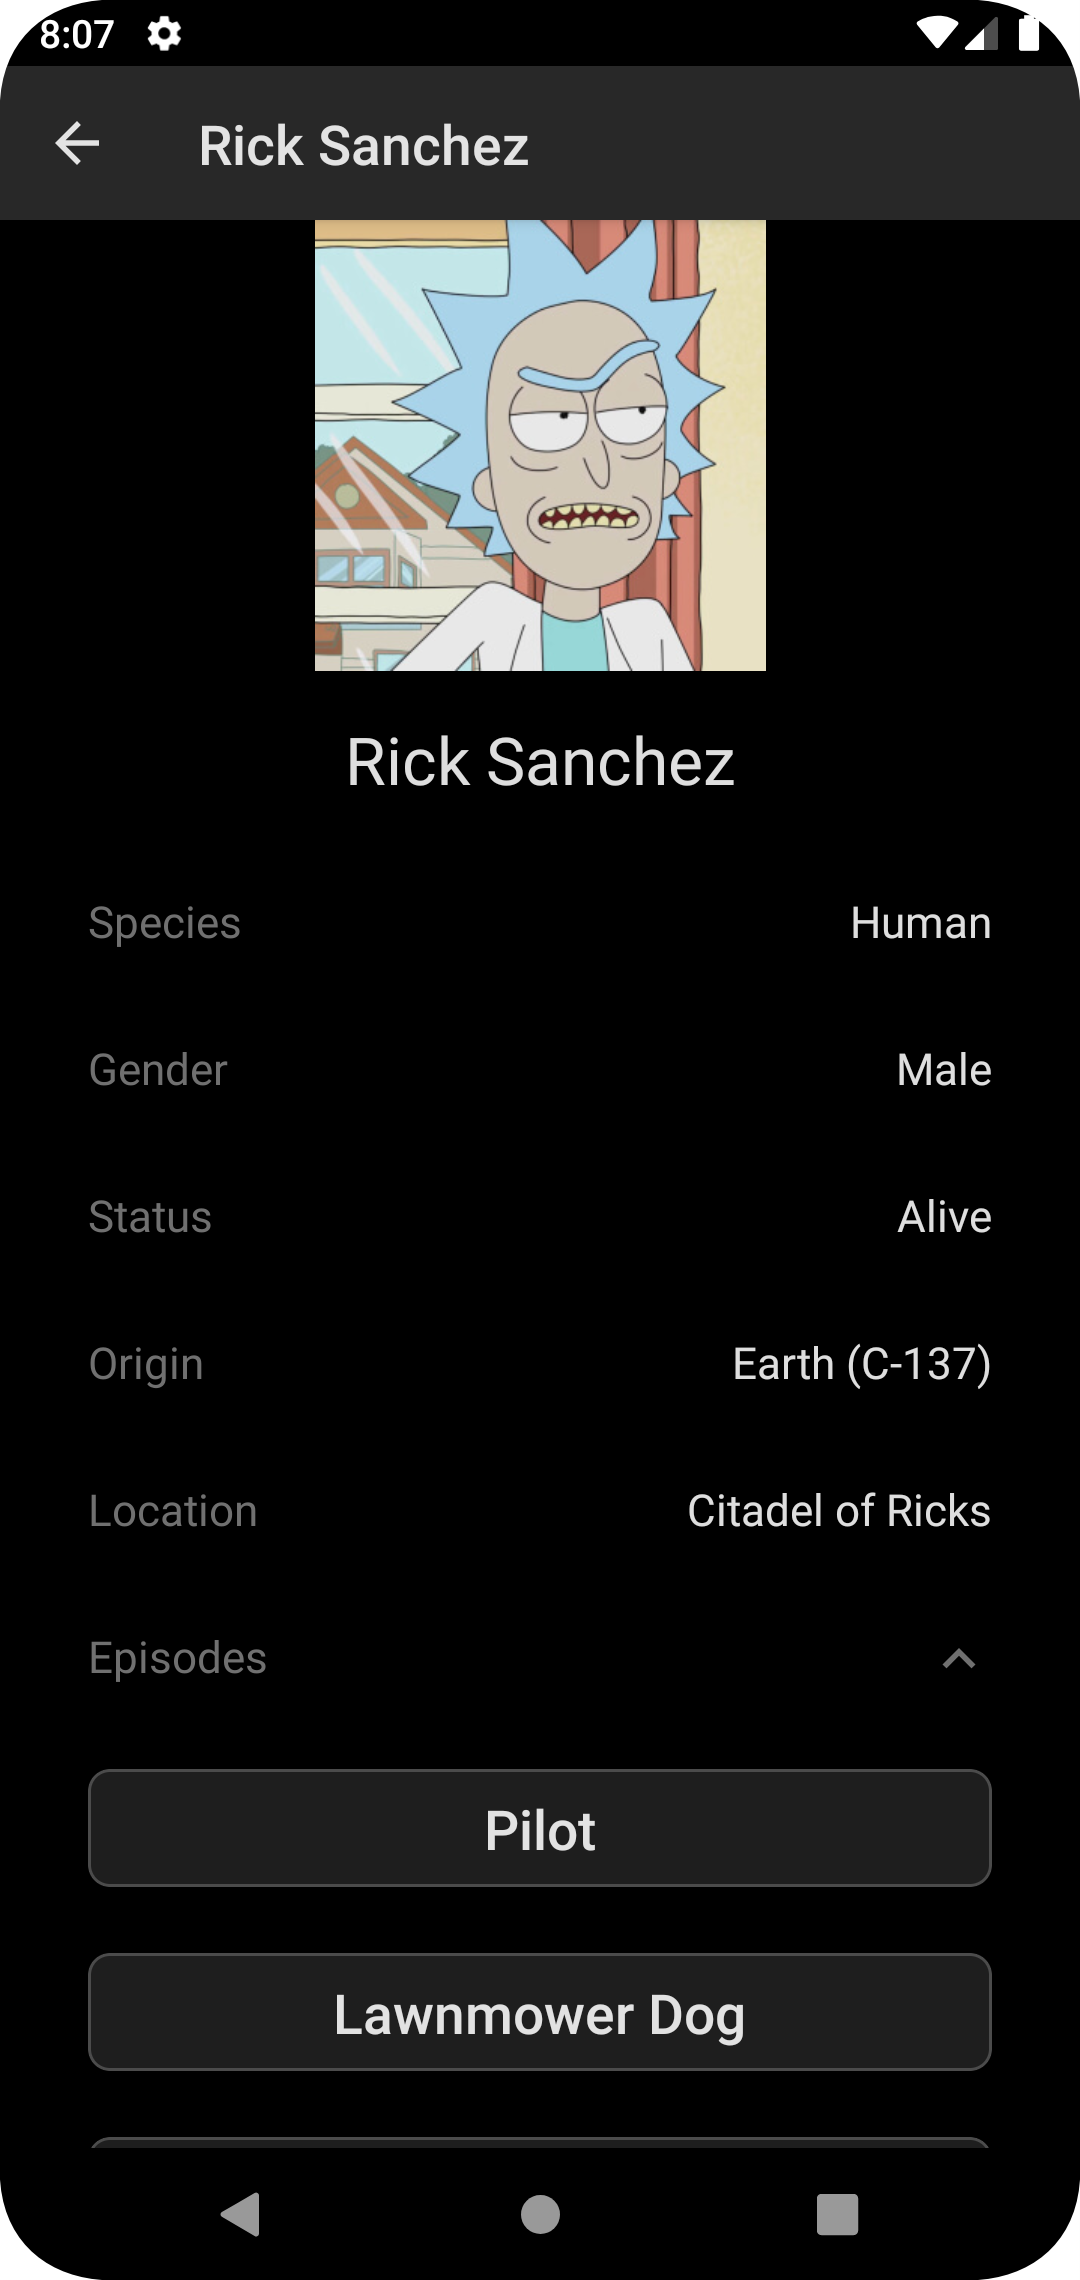 8:07
Rick Sanchez
Rick Sanchez
Species Human
Gender Male
Status Alive
Origin Earth (C-137)
Location Citadel of Ricks
Episodes
Pilot
Lawnmower Dog